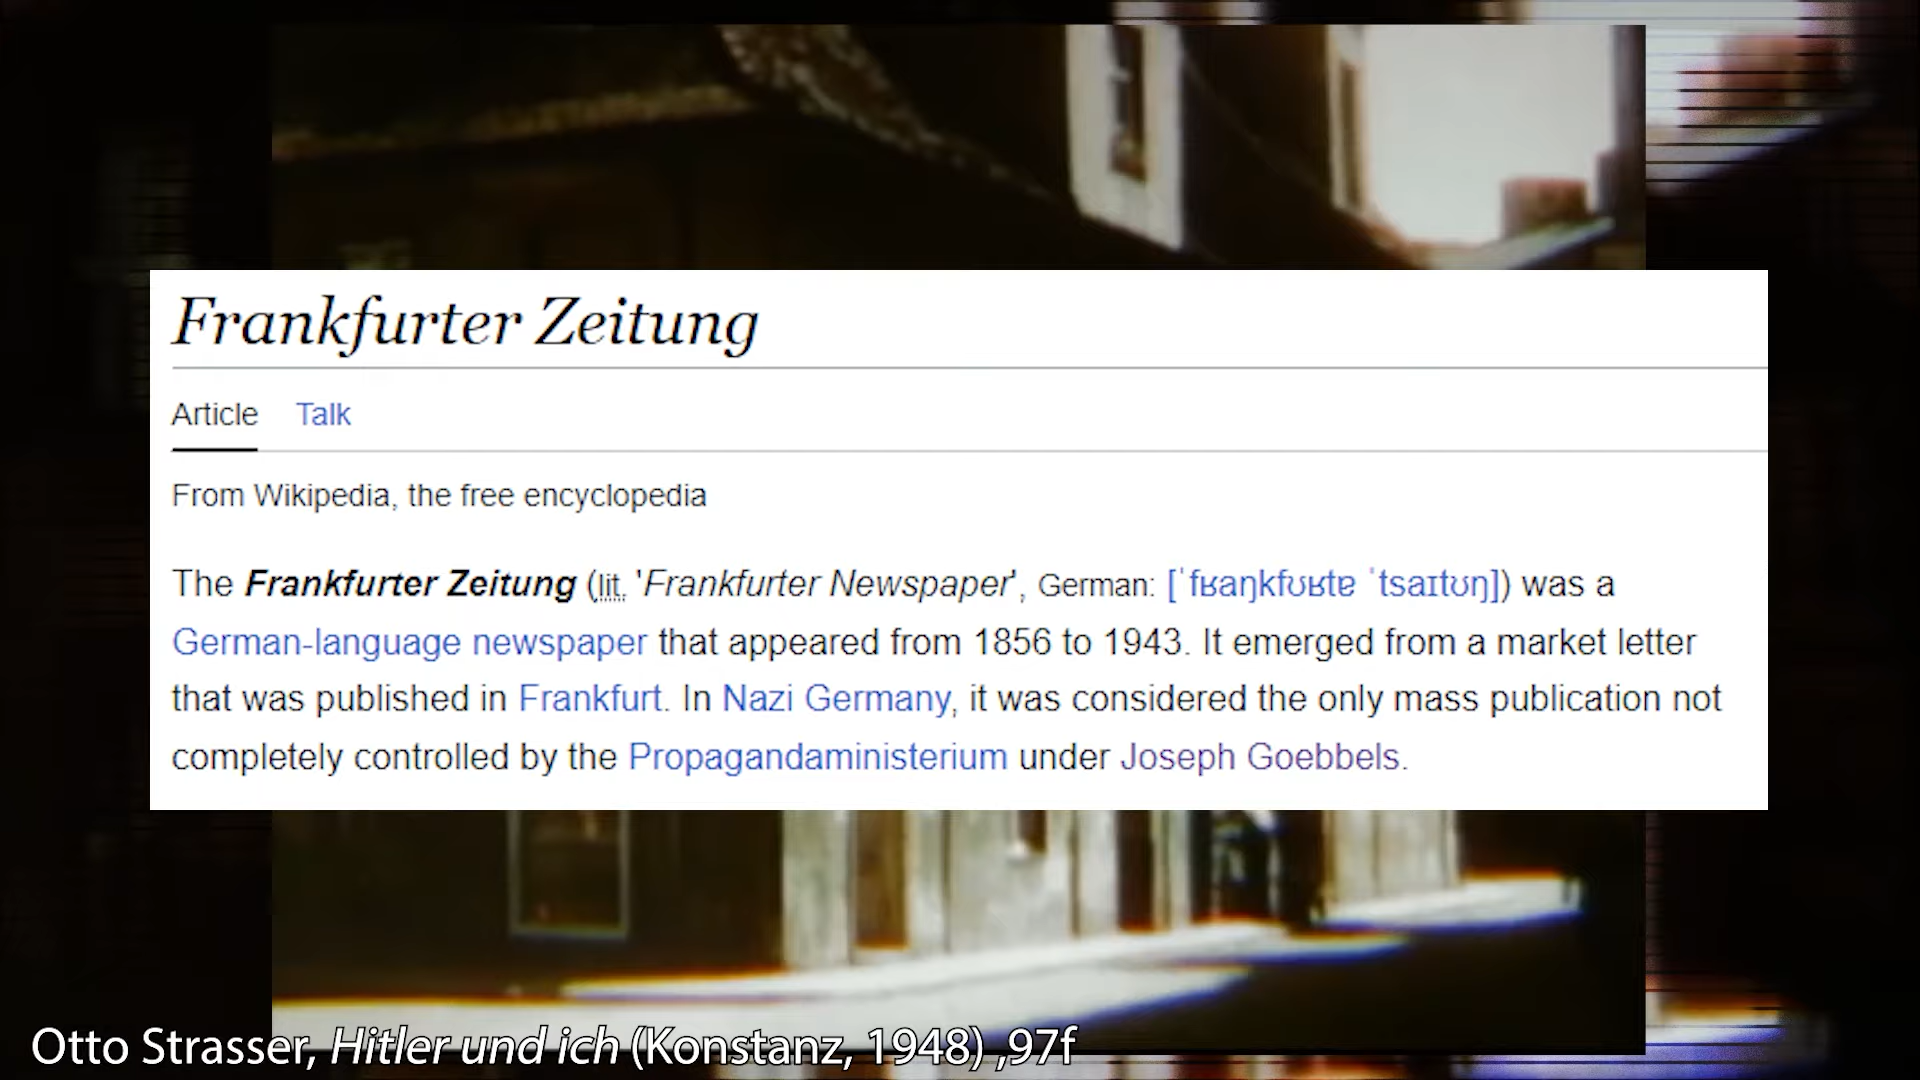 Frankfurter Zeitung
Article Talk
From Wikipedia, the free encyclopedia
The Frankfurter Zeitung (lit. 'Frankfurter Newspaper', German: [ˈfʁaŋkfʊʁtɐ ˈtsaɪtʊŋ]) was a
German-language newspaper that appeared from 1856 to 1943. It emerged from a market letter
that was published in Frankfurt. In Nazi Germany, it was considered the only mass publication not
completely controlled by the Propagandaministerium under Joseph Goebbels.
Otto Strasser, Hitler und ich (Konstanz, 1948) ,97f